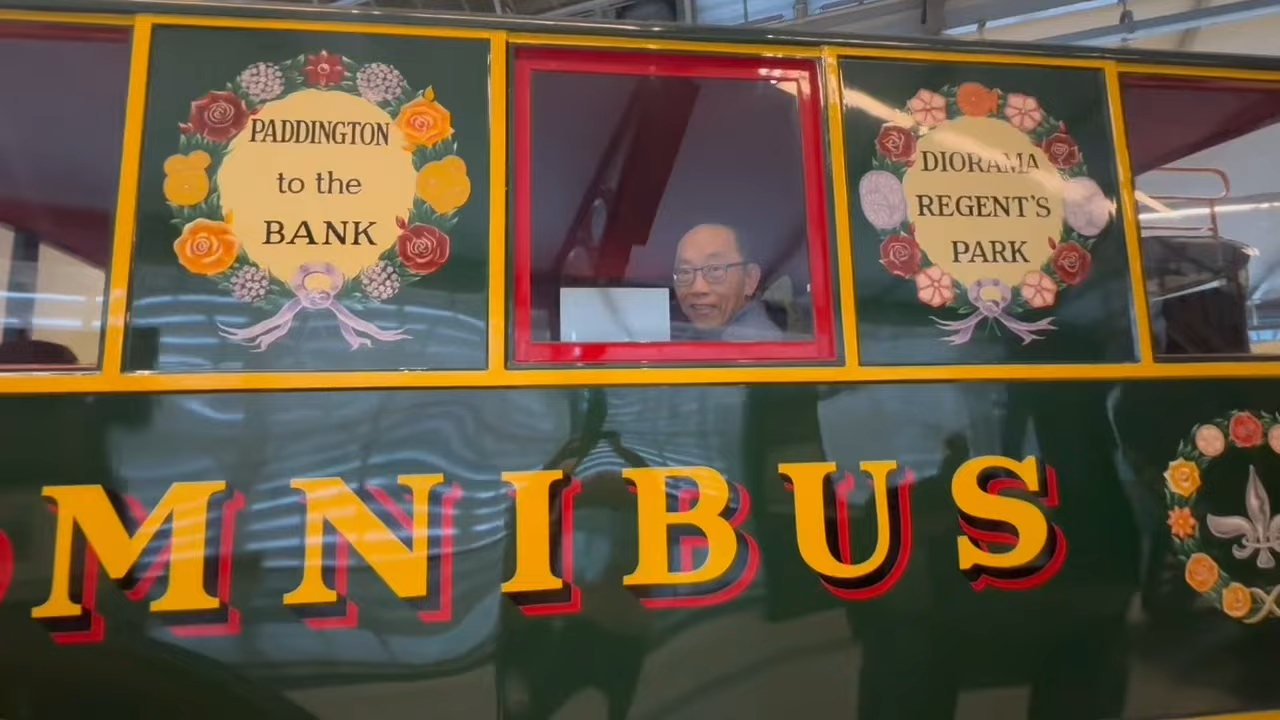 PADDINGTON
to the
BANK
DIORAMA
REGENT'S
PARK
MNIBUS